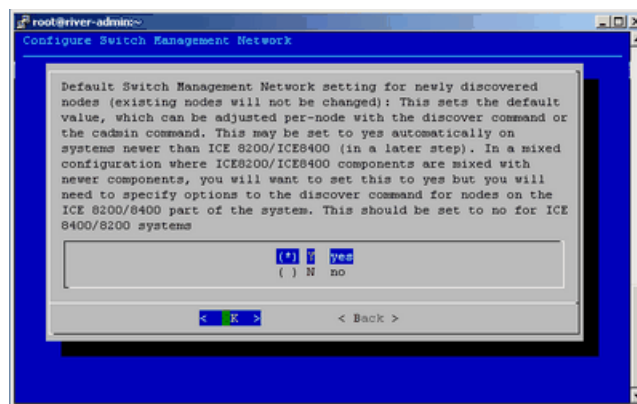 root@river-admin:~
Configure Switch Management Network
Default Switch Management Network setting for newly discovered
nodes (existing nodes will not be changed): This sets the default
value, which can be adjusted per-node with the discover command or
the cadmin command. This may be set to yes automatically on
systems newer than ICE 8200/ICE8400 (in a later step). In a mixed
configuration where ICE8200/ICE8400 components are mixed with
newer components, you will want to set this to yes but you will
need to specify options to the discover command for nodes on the
ICE 8200/8400 part of the system. This should be set to no for ICE
8400/8200 systems
(*) Y yes
( ) N no
< K > < Back >